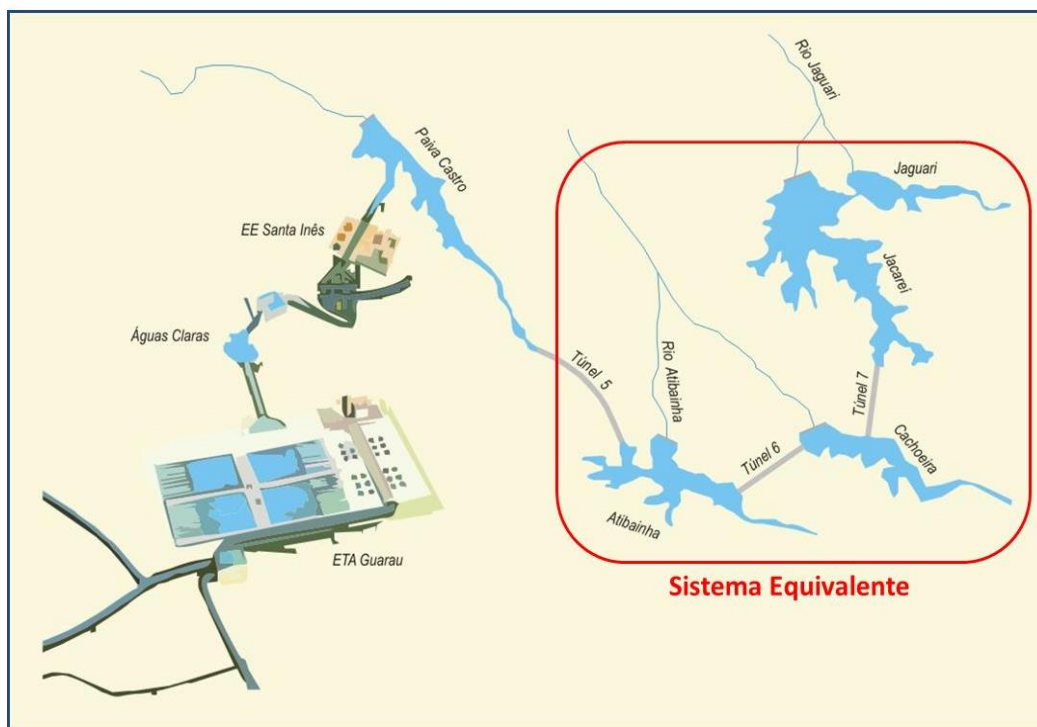 Rio Jaguari
Paiva Castro
Jaguari
EE Santa Inês
Jacareí
Águas Claras
Túnel 5
Rio Atibainha
Túnel 7
Túnel 6
Cachoeira
Atibainha
ETA Guarau
Sistema Equivalente